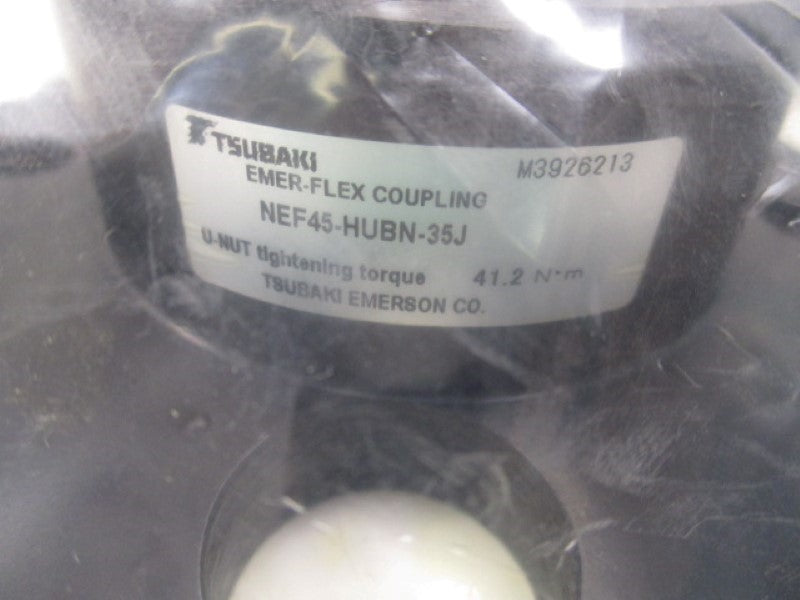 TSUBAKI M3926213
EMER-FLEX COUPLING
NEF45-HUBN-35J
U-NUT tightening torque 41.2 N·m
TSUBAKI EMERSON CO.